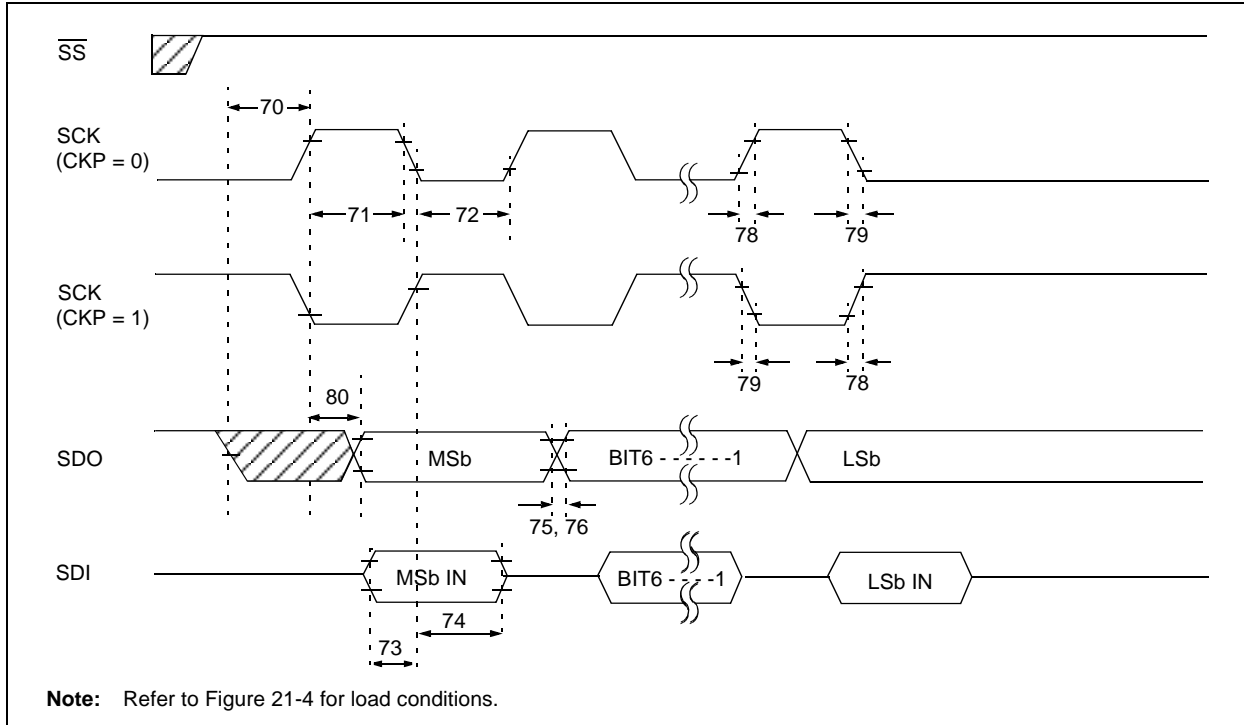 SS
70
SCK
(CKP = 0)
71
72
78
79
SCK
(CKP = 1)
79
78
80
SDO
MSb
BIT6 - - - - - -1
LSb
75, 76
SDI
MSb IN
BIT6 - - - - -1
LSb IN
74
73
Note: Refer to Figure 21-4 for load conditions.